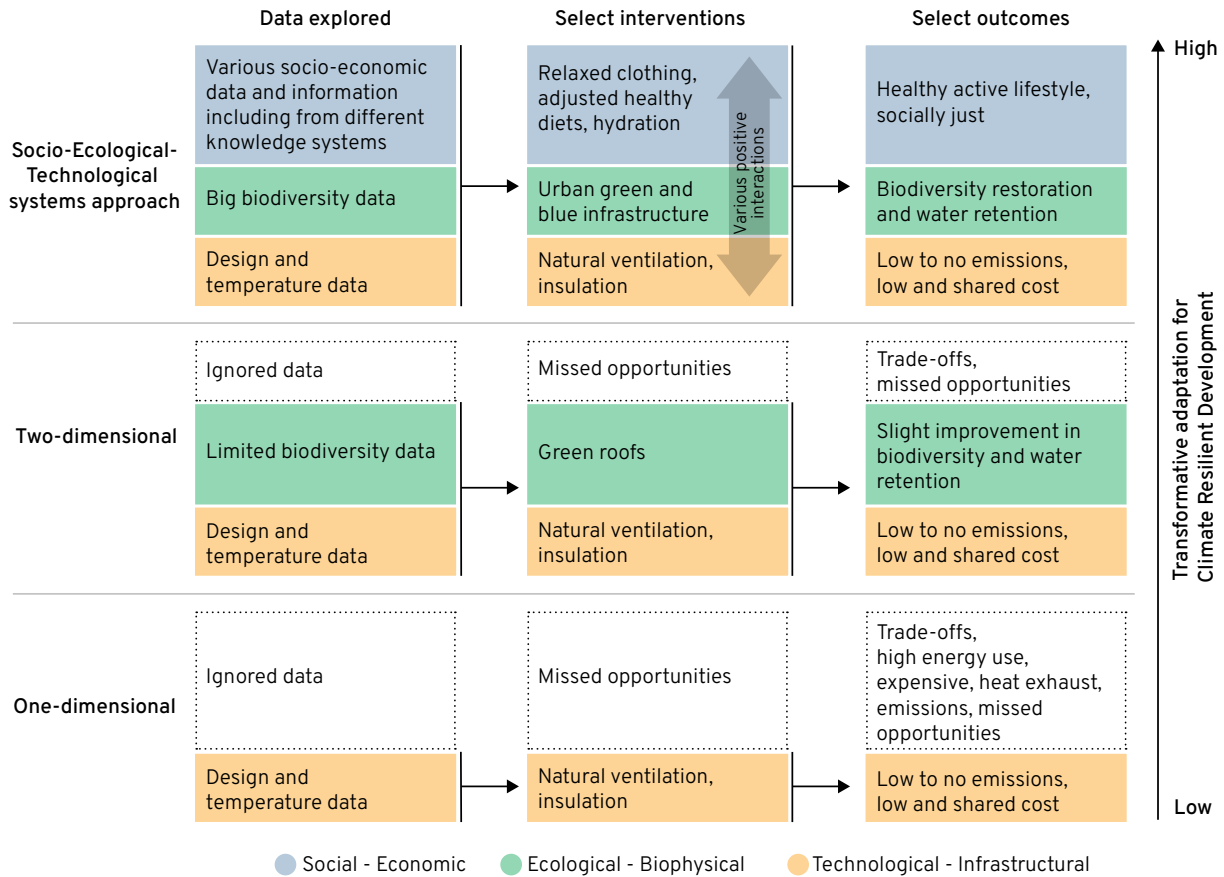 Data explored
Select interventions
Select outcomes
Socio-Ecological-
Technological
systems approach
Various socio-economic
data and information
including from different
knowledge systems
Relaxed clothing,
adjusted healthy
diets, hydration
Healthy active lifestyle,
socially just
Big biodiversity data
Urban green and
blue infrastructure
Biodiversity restoration
and water retention
Design and
temperature data
Natural ventilation,
insulation
Low to no emissions,
low and shared cost
Various positive
interactions
Two-dimensional
Ignored data
Missed opportunities
Trade-offs,
missed opportunities
Limited biodiversity data
Green roofs
Slight improvement in
biodiversity and water
retention
Design and
temperature data
Natural ventilation,
insulation
Low to no emissions,
low and shared cost
One-dimensional
Ignored data
Missed opportunities
Trade-offs,
high energy use,
expensive, heat exhaust,
emissions, missed
opportunities
Design and
temperature data
Natural ventilation,
insulation
Low to no emissions,
low and shared cost
High
Transformative adaptation for
Climate Resilient Development
Low
Social - Economic
Ecological - Biophysical
Technological - Infrastructural